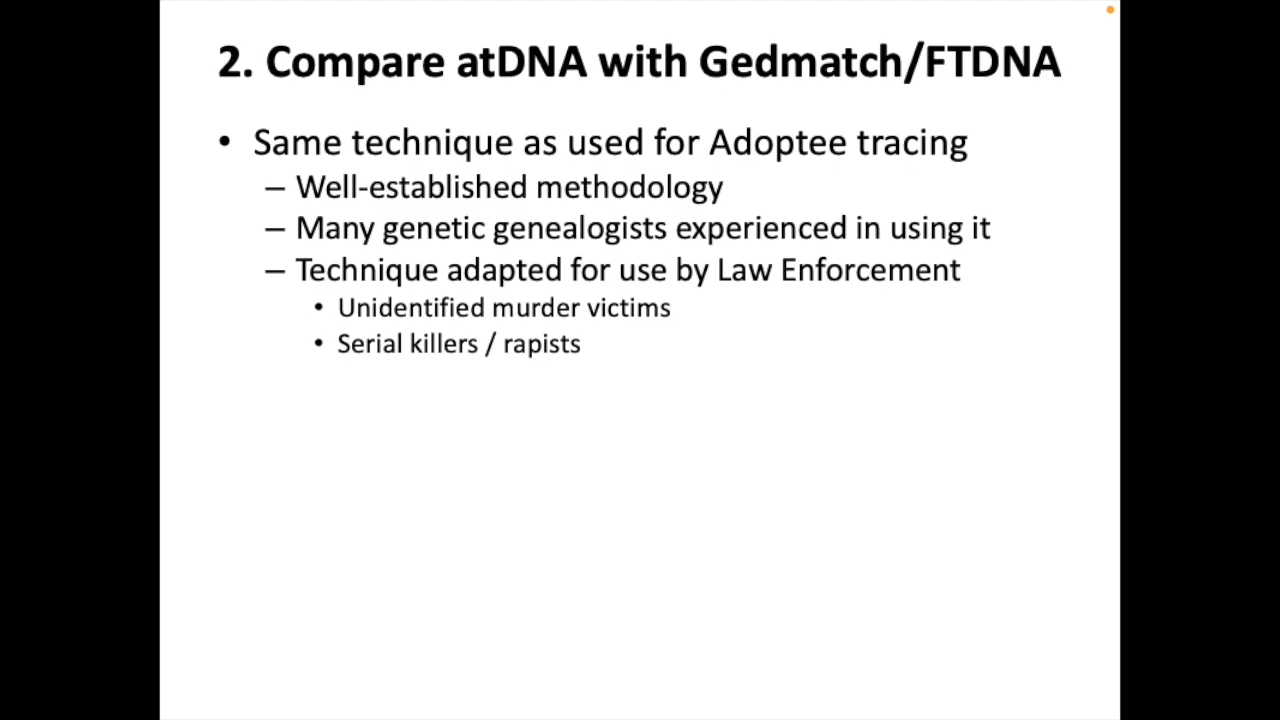 2. Compare atDNA with Gedmatch/FTDNA
• Same technique as used for Adoptee tracing
– Well-established methodology
– Many genetic genealogists experienced in using it
– Technique adapted for use by Law Enforcement
• Unidentified murder victims
• Serial killers / rapists